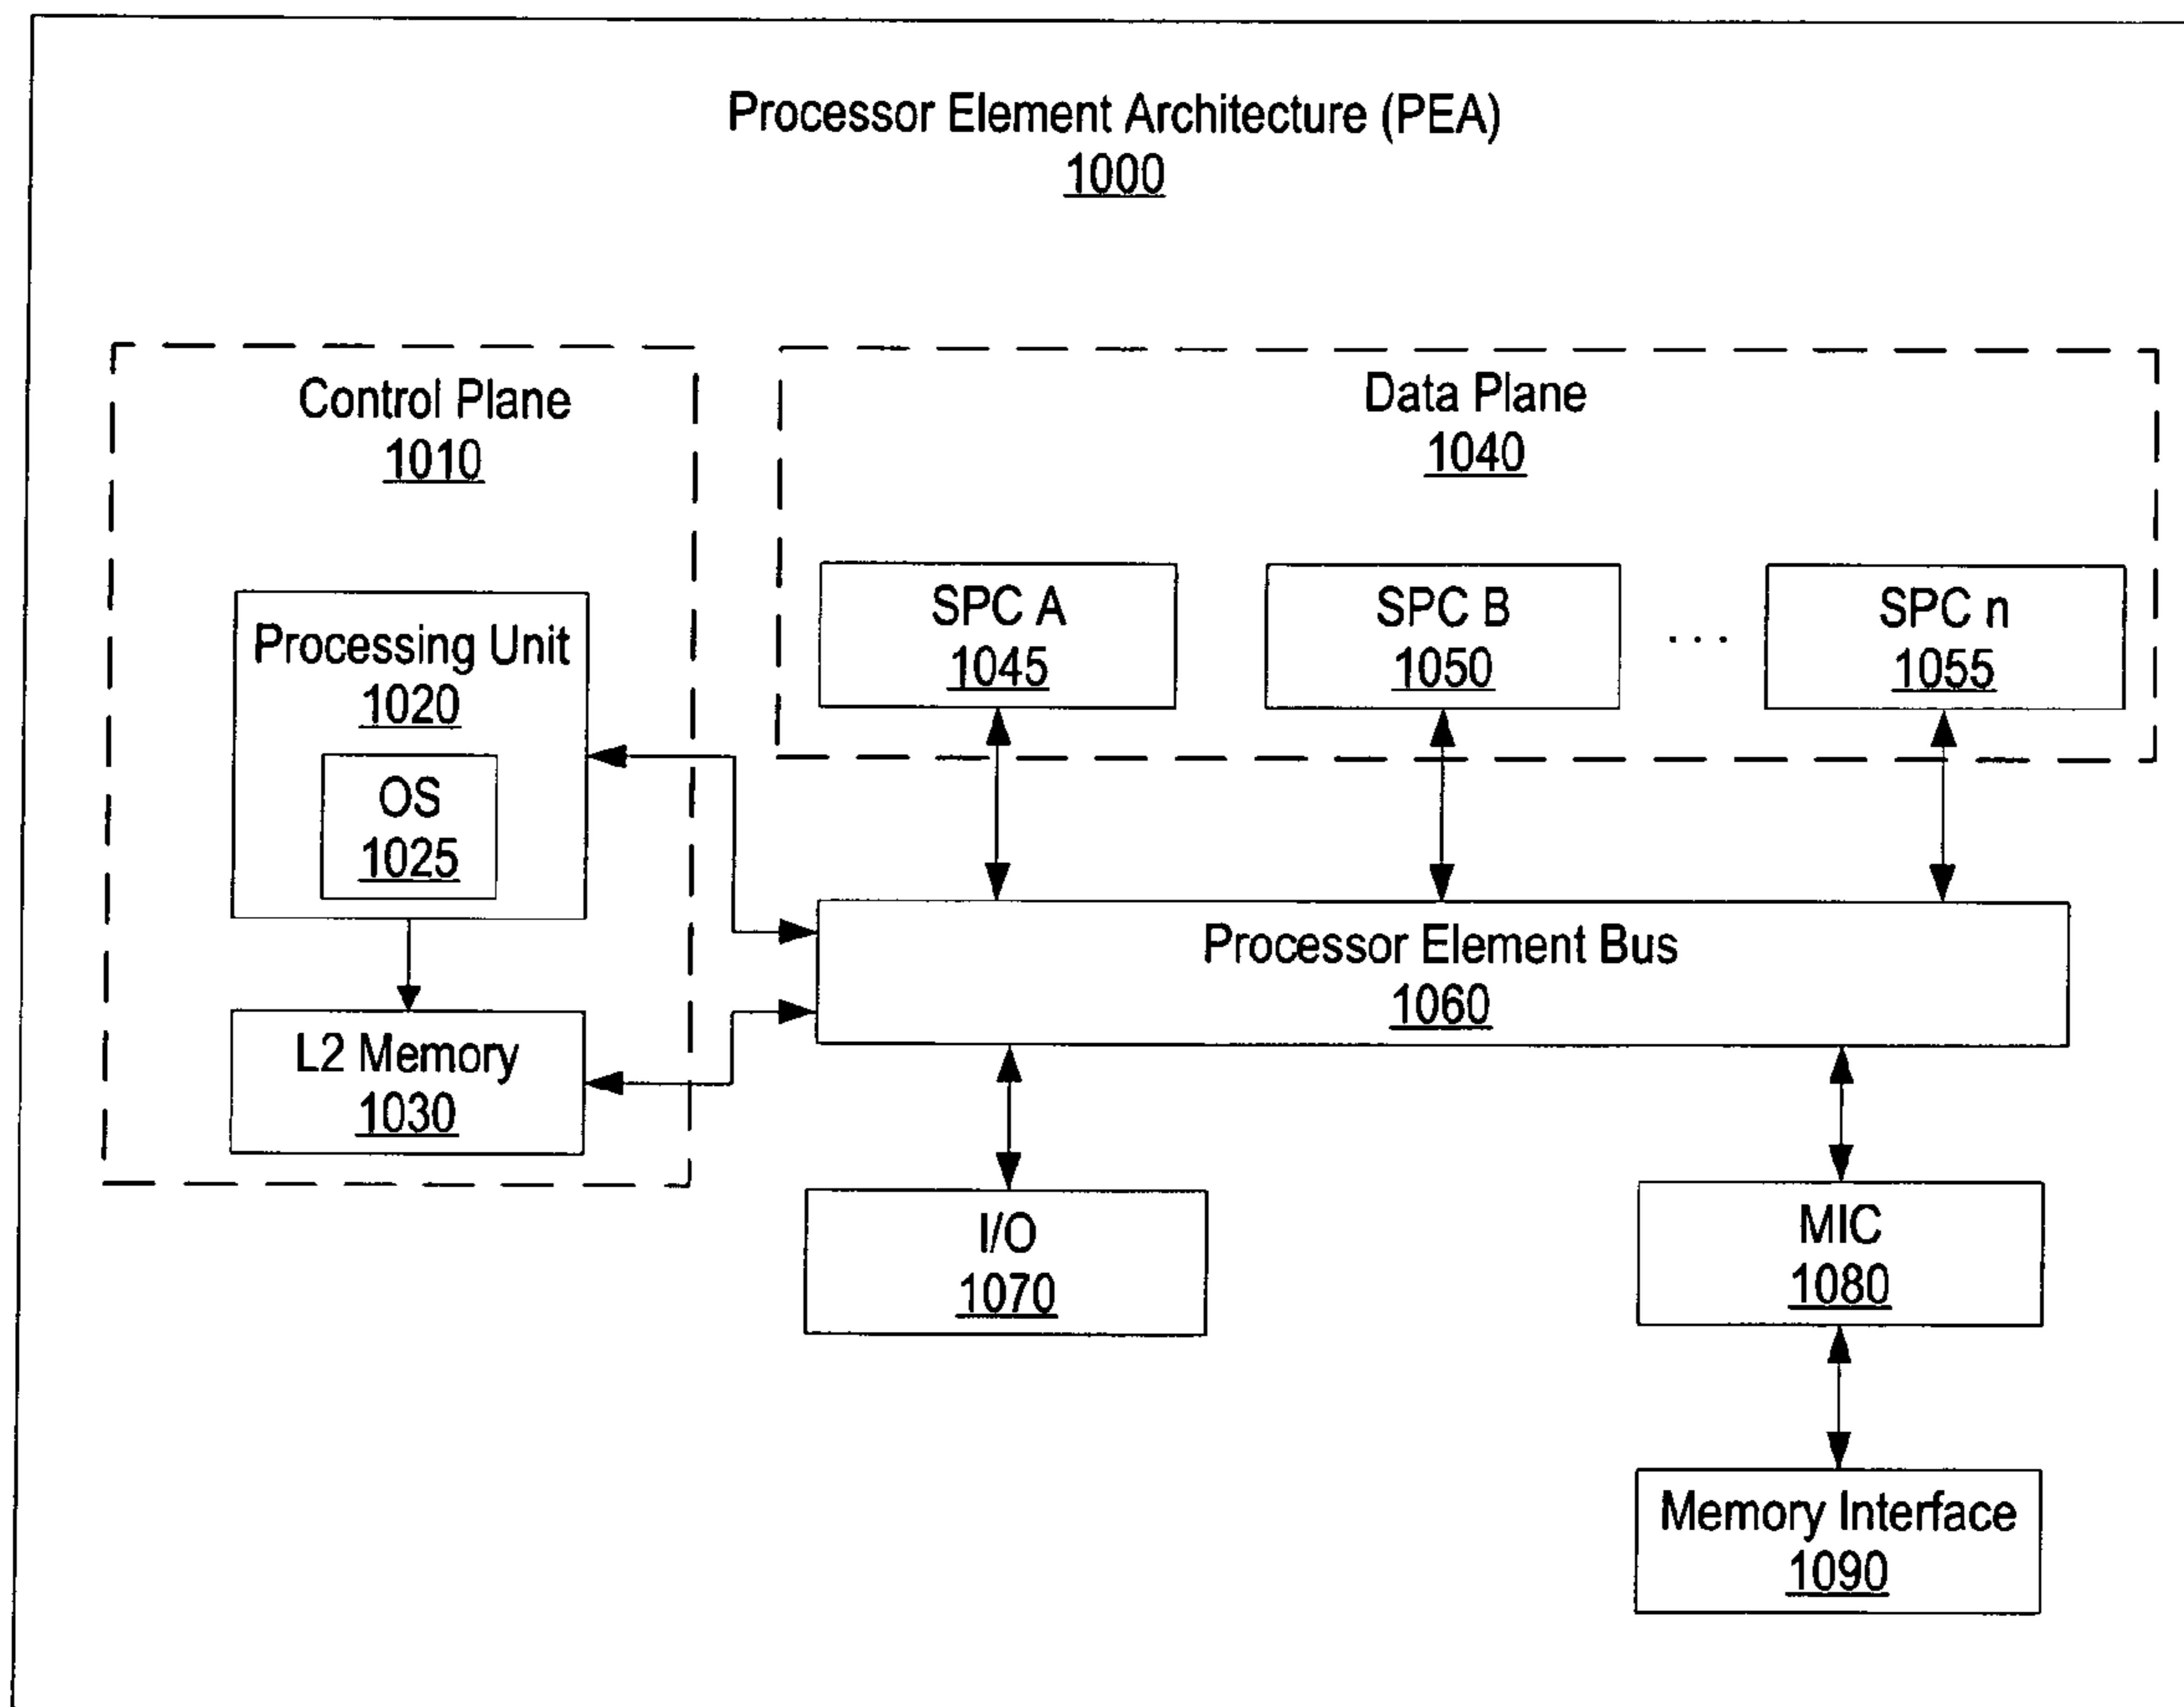 Processor Element Architecture (PEA)
1000
Control Plane
1010
Processing Unit
1020
OS
1025
L2 Memory
1030
Data Plane
1040
SPC A
1045
SPC B
1050
. . .
SPC n
1055
Processor Element Bus
1060
I/O
1070
MIC
1080
Memory Interface
1090